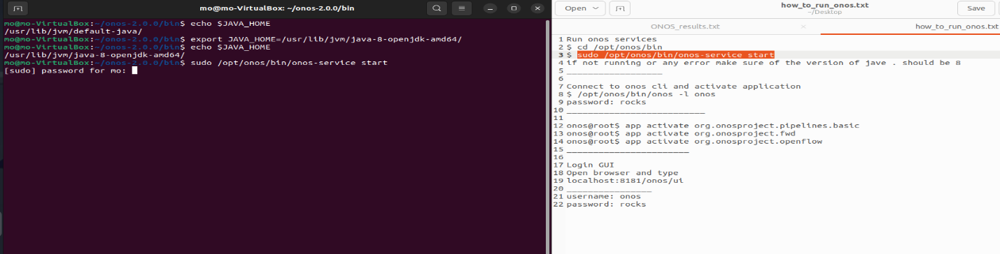 mo@mo-VirtualBox: ~/onos-2.0.0/bin
mo@mo-VirtualBox:~/onos-2.0.0/bin$ echo $JAVA_HOME
/usr/lib/jvm/default-java/
mo@mo-VirtualBox:~/onos-2.0.0/bin$ export JAVA_HOME=/usr/lib/jvm/java-8-openjdk-amd64/
mo@mo-VirtualBox:~/onos-2.0.0/bin$ echo $JAVA_HOME
/usr/lib/jvm/java-8-openjdk-amd64/
mo@mo-VirtualBox:~/onos-2.0.0/bin$ sudo /opt/onos/bin/onos-service start
[sudo] password for mo:
Open
how_to_run_onos.txt
~/Desktop
Save
ONOS_results.txt
how_to_run_onos.txt
1 Run onos services
2 $ cd /opt/onos/bin
3 $ sudo /opt/onos/bin/onos-service start
4 if not running or any error make sure of the version of jave . should be 8
5 __________________
6
7 Connect to onos cli and activate application
8 $ /opt/onos/bin/onos -l onos
9 password: rocks
10 __________________________
11
12 onos@root$ app activate org.onosproject.pipelines.basic
13 onos@root$ app activate org.onosproject.fwd
14 onos@root$ app activate org.onosproject.openflow
15 _______________________
16
17 Login GUI
18 Open browser and type
19 localhost:8181/onos/ui
20 ________________
21 username: onos
22 password: rocks